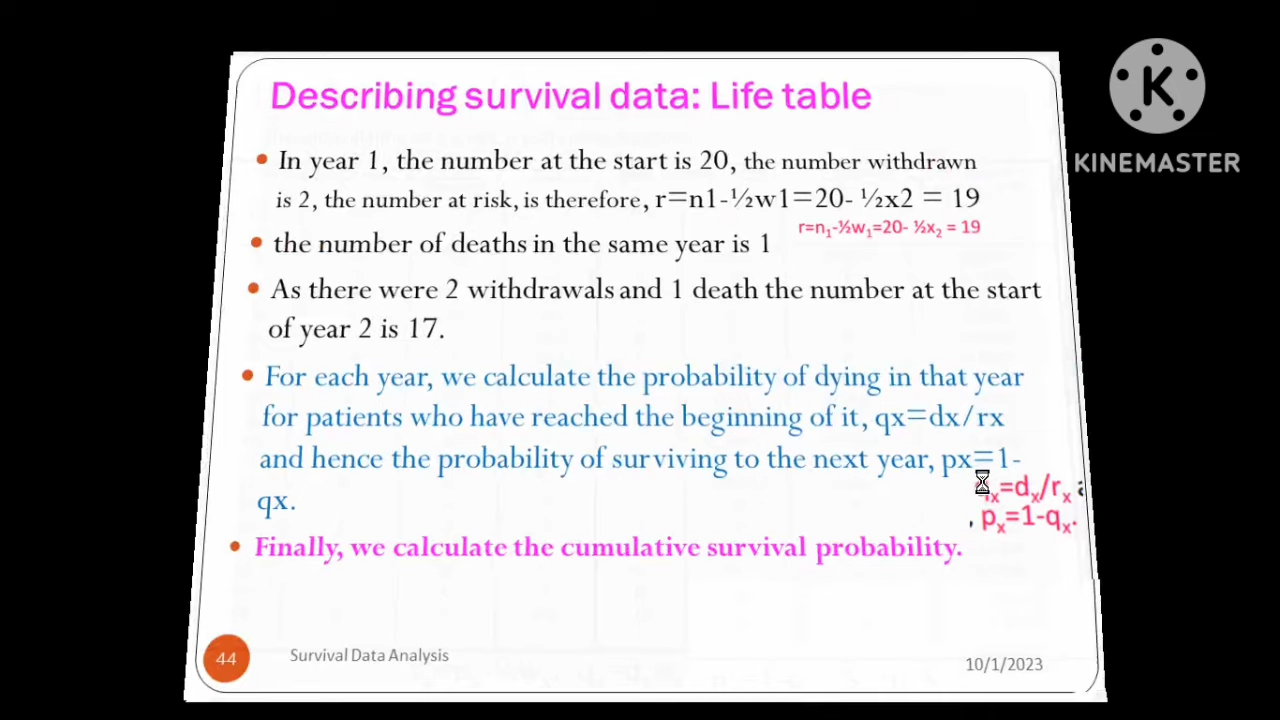 Describing survival data: Life table
K
KINEMASTER
• In year 1, the number at the start is 20, the number withdrawn
is 2, the number at risk, is therefore, r=n1-½w1=20- ½x2 = 19
r=n₁-½w₁=20- ½x₂ = 19
• the number of deaths in the same year is 1
• As there were 2 withdrawals and 1 death the number at the start
of year 2 is 17.
• For each year, we calculate the probability of dying in that year
for patients who have reached the beginning of it, qx=dx/rx
and hence the probability of surviving to the next year, px=1-
qx.
ₓ=dₓ/rₓ
, pₓ=1-qₓ.
• Finally, we calculate the cumulative survival probability.
44
Survival Data Analysis
10/1/2023